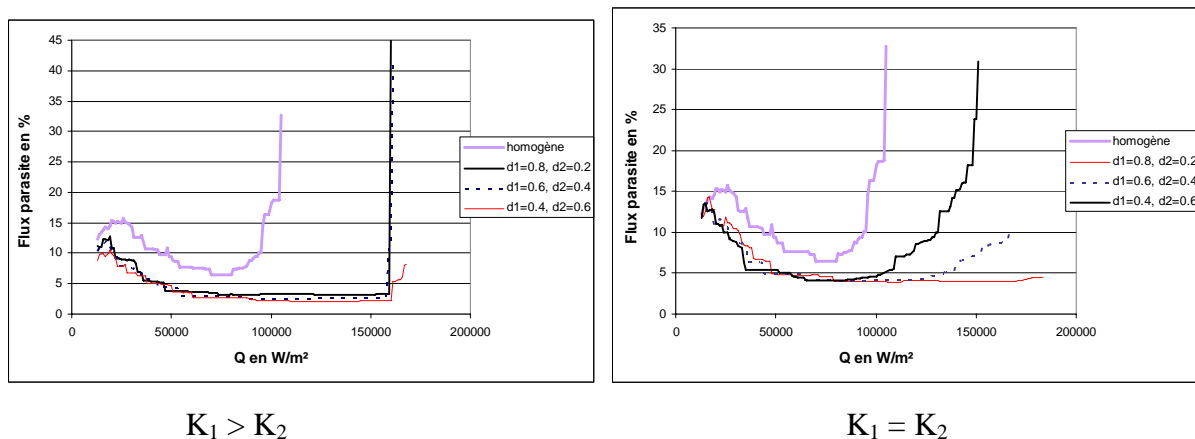 45
40
35
30
25
20
15
10
5
0
Flux parasite en %
0 50000 100000 150000 200000
Q en W/m²
homogène
d1=0.8, d2=0.2
d1=0.6, d2=0.4
d1=0.4, d2=0.6
K1 > K2
35
30
25
20
15
10
5
0
Flux parasite en %
0 50000 100000 150000 200000
Q en W/m²
homogène
d1=0.8, d2=0.2
d1=0.6, d2=0.4
d1=0.4, d2=0.6
K1 = K2